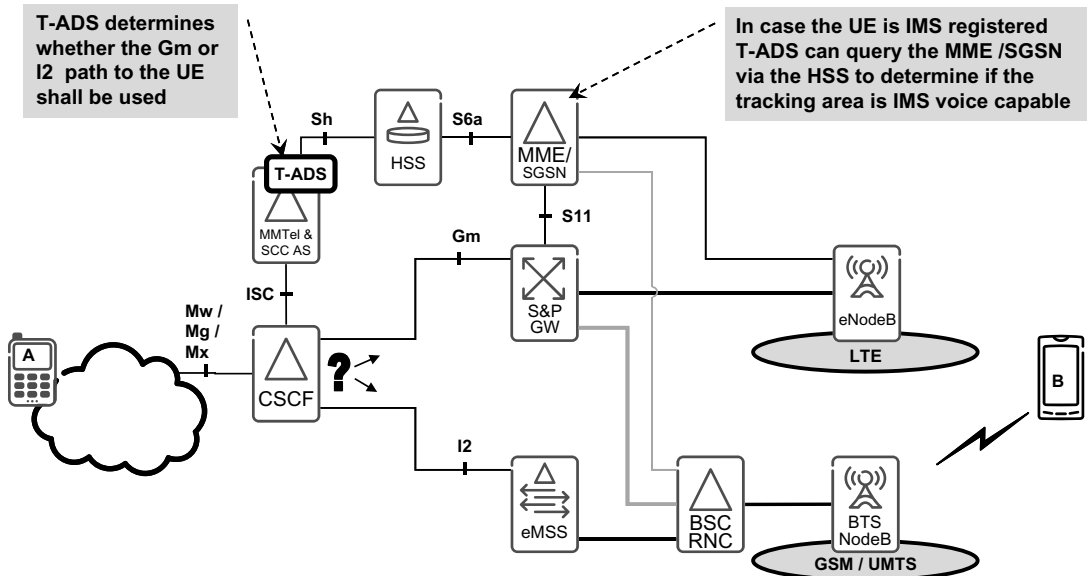 T-ADS determines
whether the Gm or
I2 path to the UE
shall be used
In case the UE is IMS registered
T-ADS can query the MME /SGSN
via the HSS to determine if the
tracking area is IMS voice capable
Sh
S6a
HSS
MME/
SGSN
T-ADS
MMTel &
SCC AS
S11
Gm
ISC
S&P
GW
eNodeB
LTE
Mw /
Mg /
Mx
A
?
CSCF
B
I2
eMSS
BSC
RNC
BTS
NodeB
GSM / UMTS